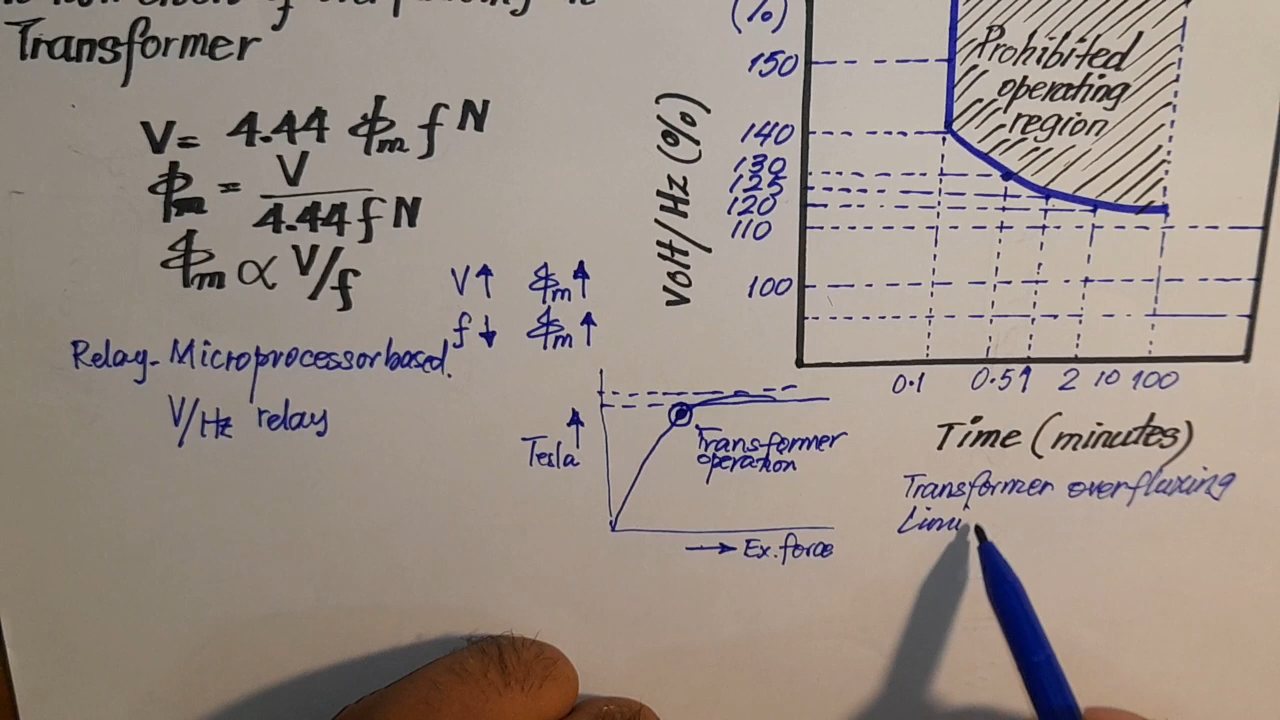 Transformer
V = 4.44 ϕm f N
ϕm = V / 4.44 f N
ϕm ∝ V/f
V↑ ϕm↑
f↓ ϕm↑
Relay-Microprocessor based.
V/Hz relay
Tesla
Transformer
operation
→ Ex. force
(%)
Volt/Hz (%)
150
140
130
125
120
110
100
Prohibited
operating
region
0.1 0.5 1 2 10 100
Time (minutes)
Transformer overfluxing
Limi